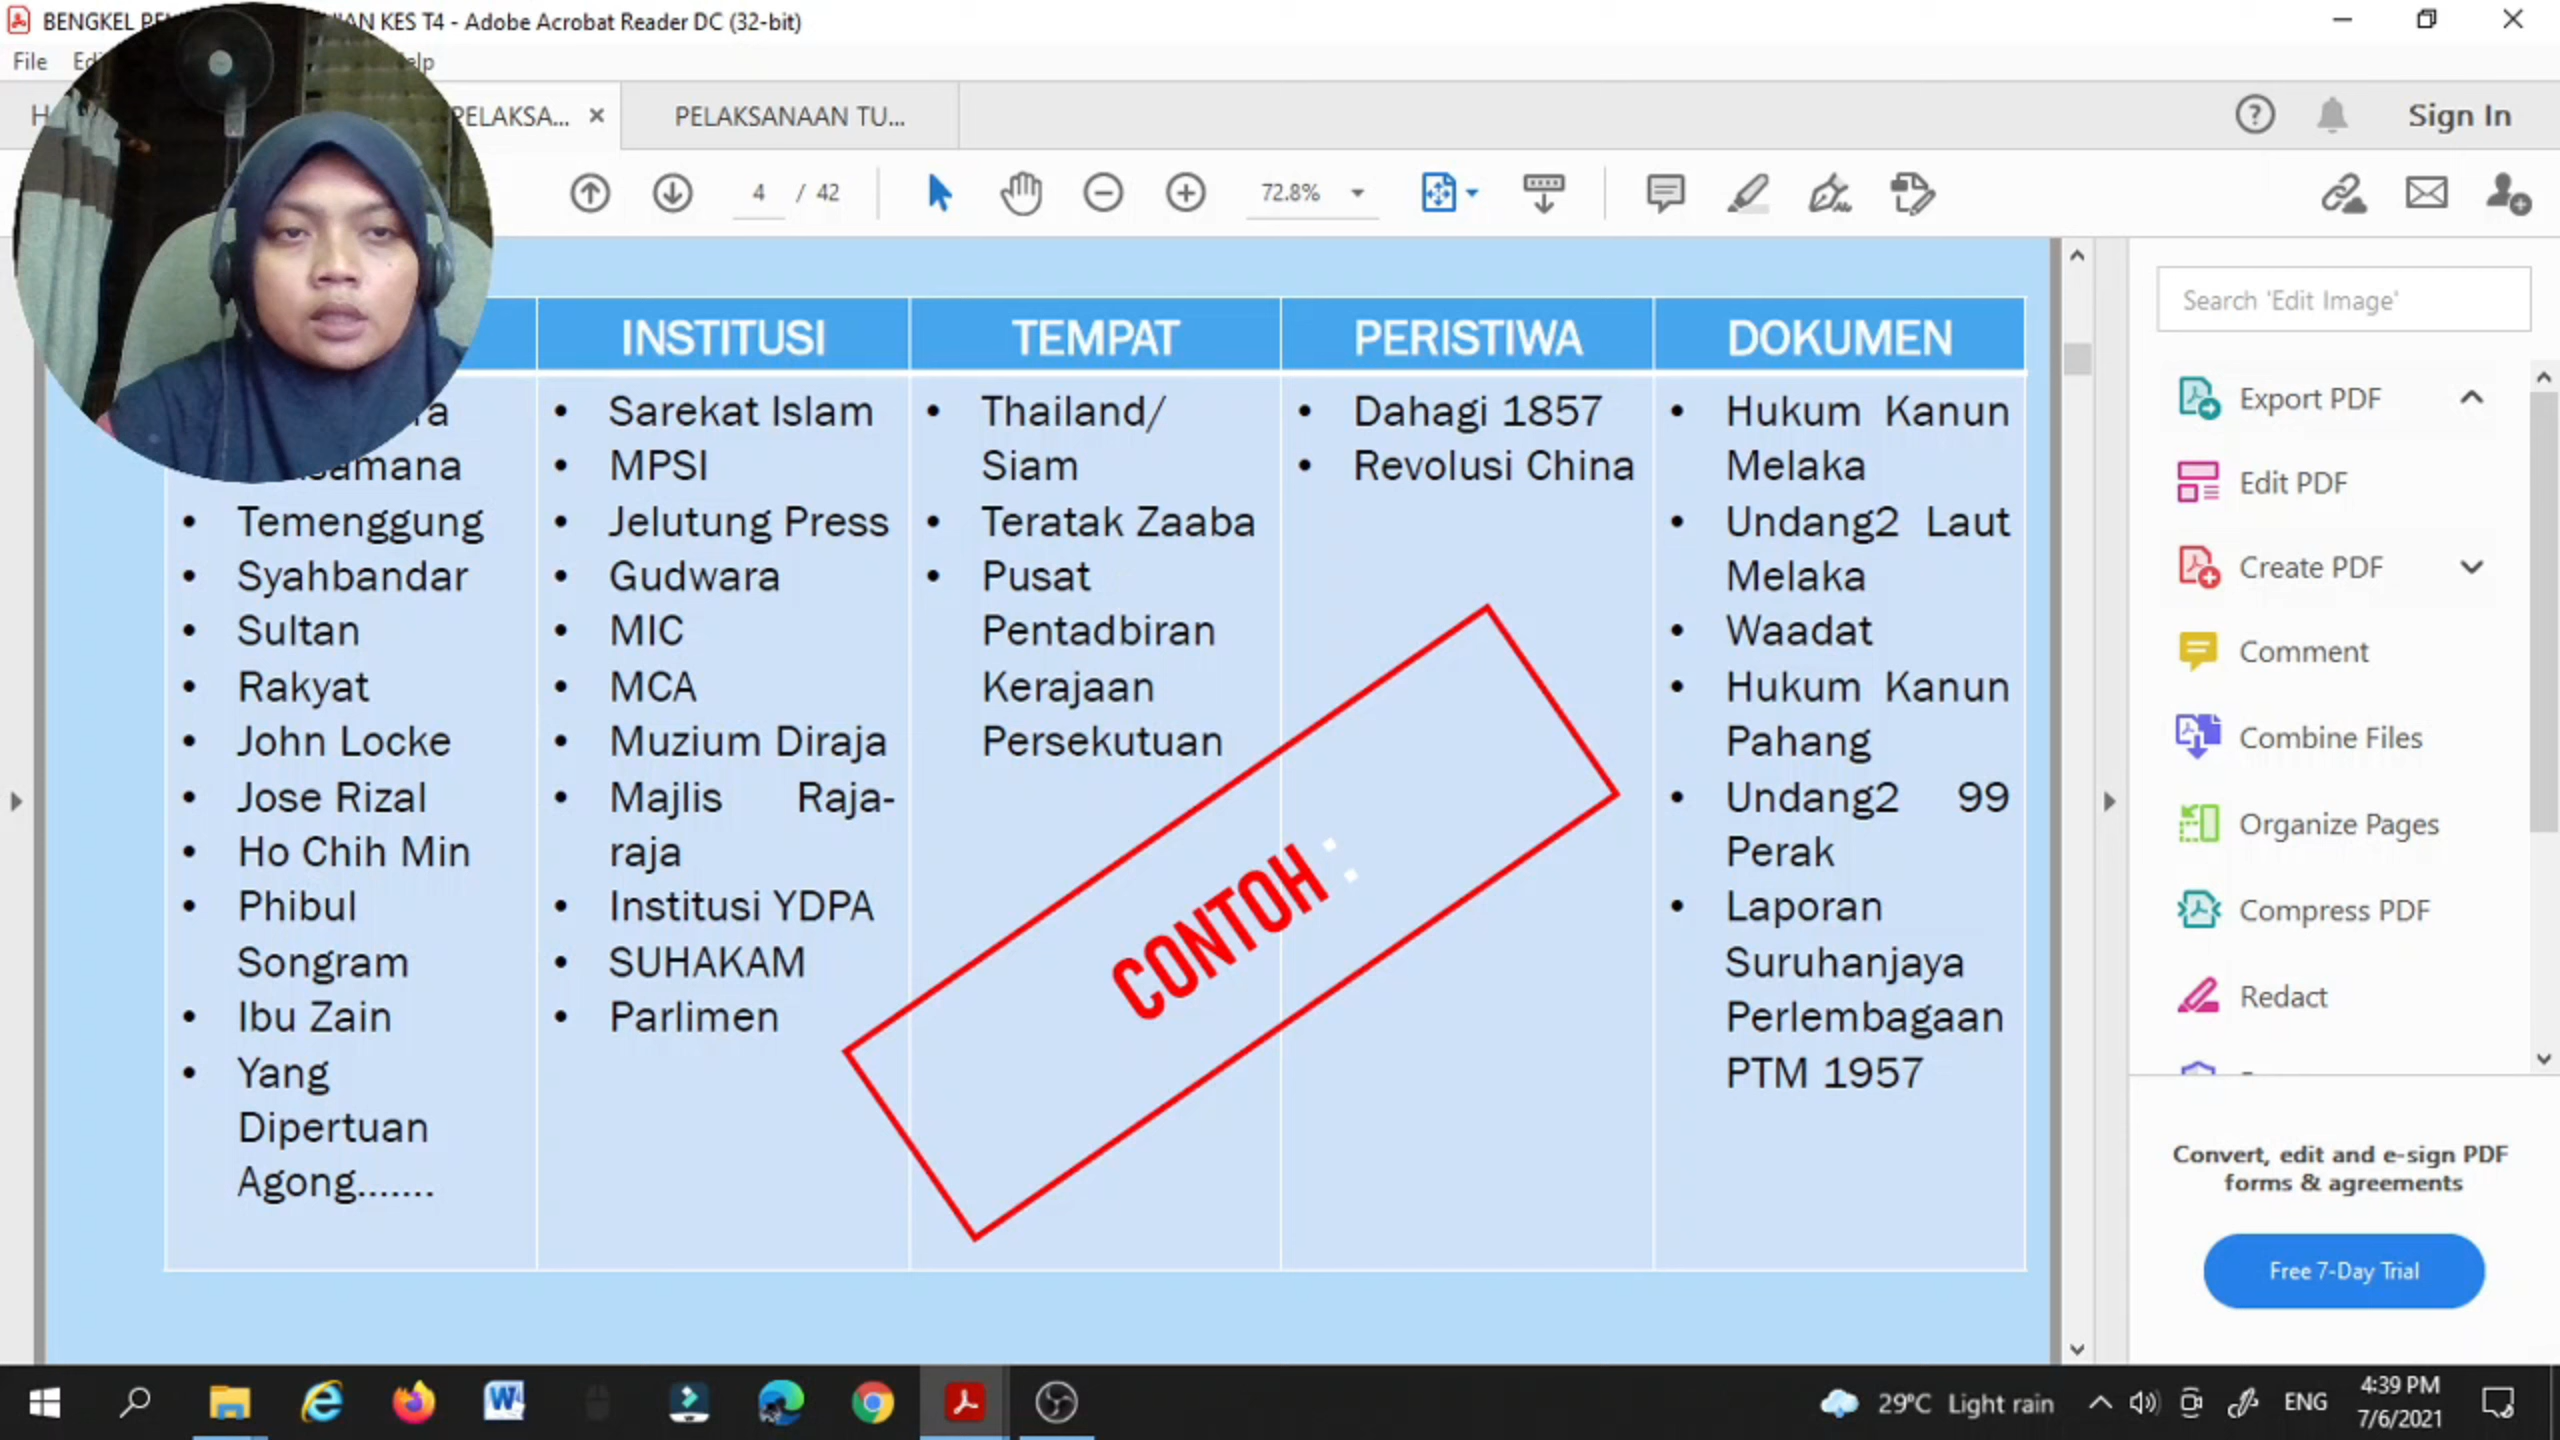 BENGKEL PE
IAN KES T4 - Adobe Acrobat Reader DC (32-bit)
File
PELAKSA...
PELAKSANAAN TU...
Sign In
4 / 42
72.8%
Search 'Edit Image'
Export PDF
Edit PDF
Create PDF
Comment
Combine Files
Organize Pages
Compress PDF
Redact
Convert, edit and e-sign PDF
forms & agreements
Free 7-Day Trial
INSTITUSI
TEMPAT
PERISTIWA
DOKUMEN
• Temenggung
• Syahbandar
• Sultan
• Rakyat
• John Locke
• Jose Rizal
• Ho Chih Min
• Phibul
Songram
• Ibu Zain
• Yang
Dipertuan
Agong.......
• Sarekat Islam
• MPSI
• Jelutung Press
• Gudwara
• MIC
• MCA
• Muzium Diraja
• Majlis Raja-
raja
• Institusi YDPA
• SUHAKAM
• Parlimen
• Thailand/
Siam
• Teratak Zaaba
• Pusat
Pentadbiran
Kerajaan
Persekutuan
• Dahagi 1857
• Revolusi China
• Hukum Kanun
Melaka
• Undang2 Laut
Melaka
• Waadat
• Hukum Kanun
Pahang
• Undang2 99
Perak
• Laporan
Suruhanjaya
Perlembagaan
PTM 1957
CONTOH :
29°C Light rain
ENG
4:39 PM
7/6/2021